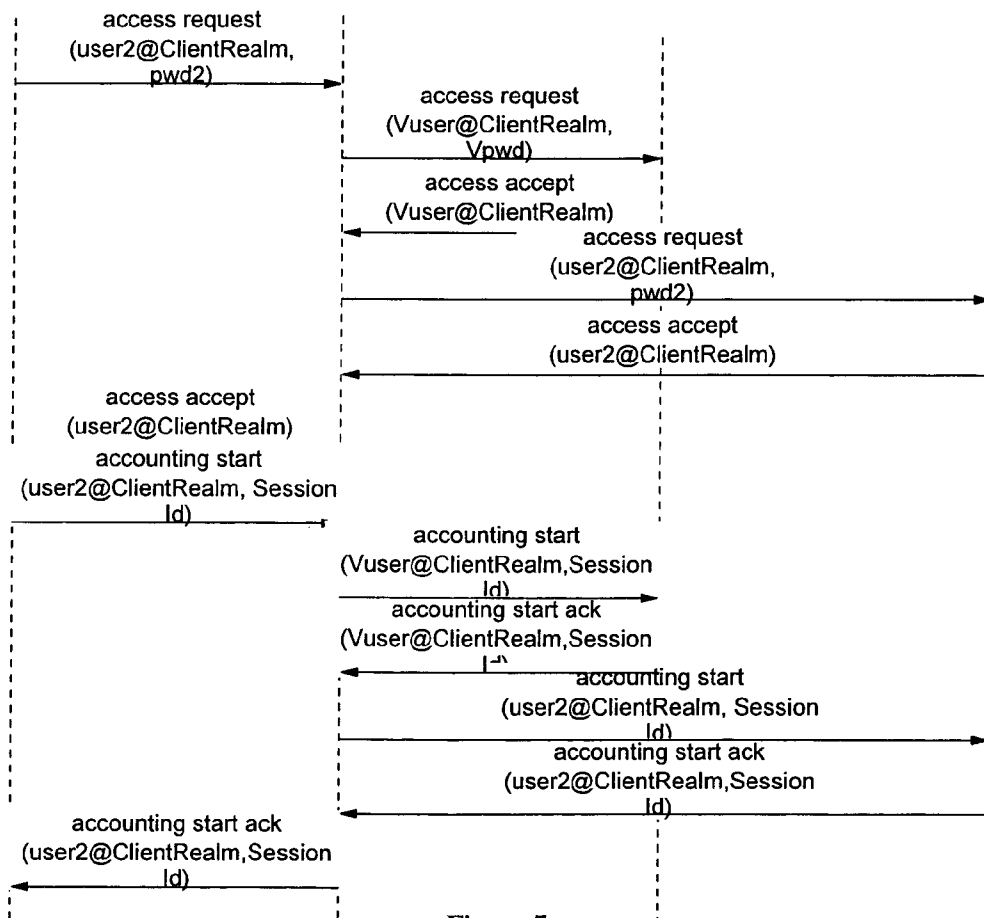 access request
(user2@ClientRealm,
pwd2)
access request
(Vuser@ClientRealm,
Vpwd)
access accept
(Vuser@ClientRealm)
access request
(user2@ClientRealm,
pwd2)
access accept
(user2@ClientRealm)
access accept
(user2@ClientRealm)
accounting start
(user2@ClientRealm, Session
Id)
accounting start
(Vuser@ClientRealm,Session
Id)
accounting start ack
(Vuser@ClientRealm,Session
accounting start
(user2@ClientRealm, Session
Id)
accounting start ack
(user2@ClientRealm,Session
Id)
accounting start ack
(user2@ClientRealm,Session
Id)